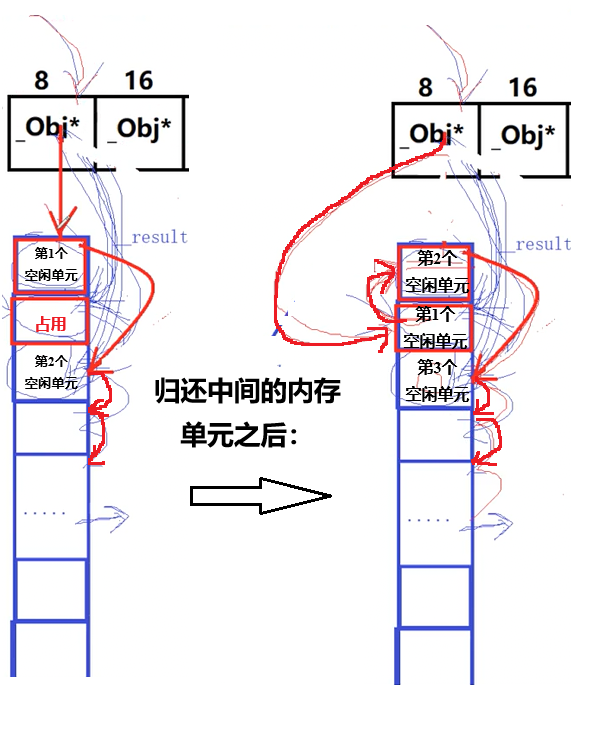 8 16
_Obj* _Obj*
_result
第1个
空闲单元
占用
第2个
空闲单元
.....
归还中间的内存
单元之后：
8 16
_Obj* _Obj*
_result
第2个
空闲单元
第1个
空闲单元
第3个
空闲单元
.....